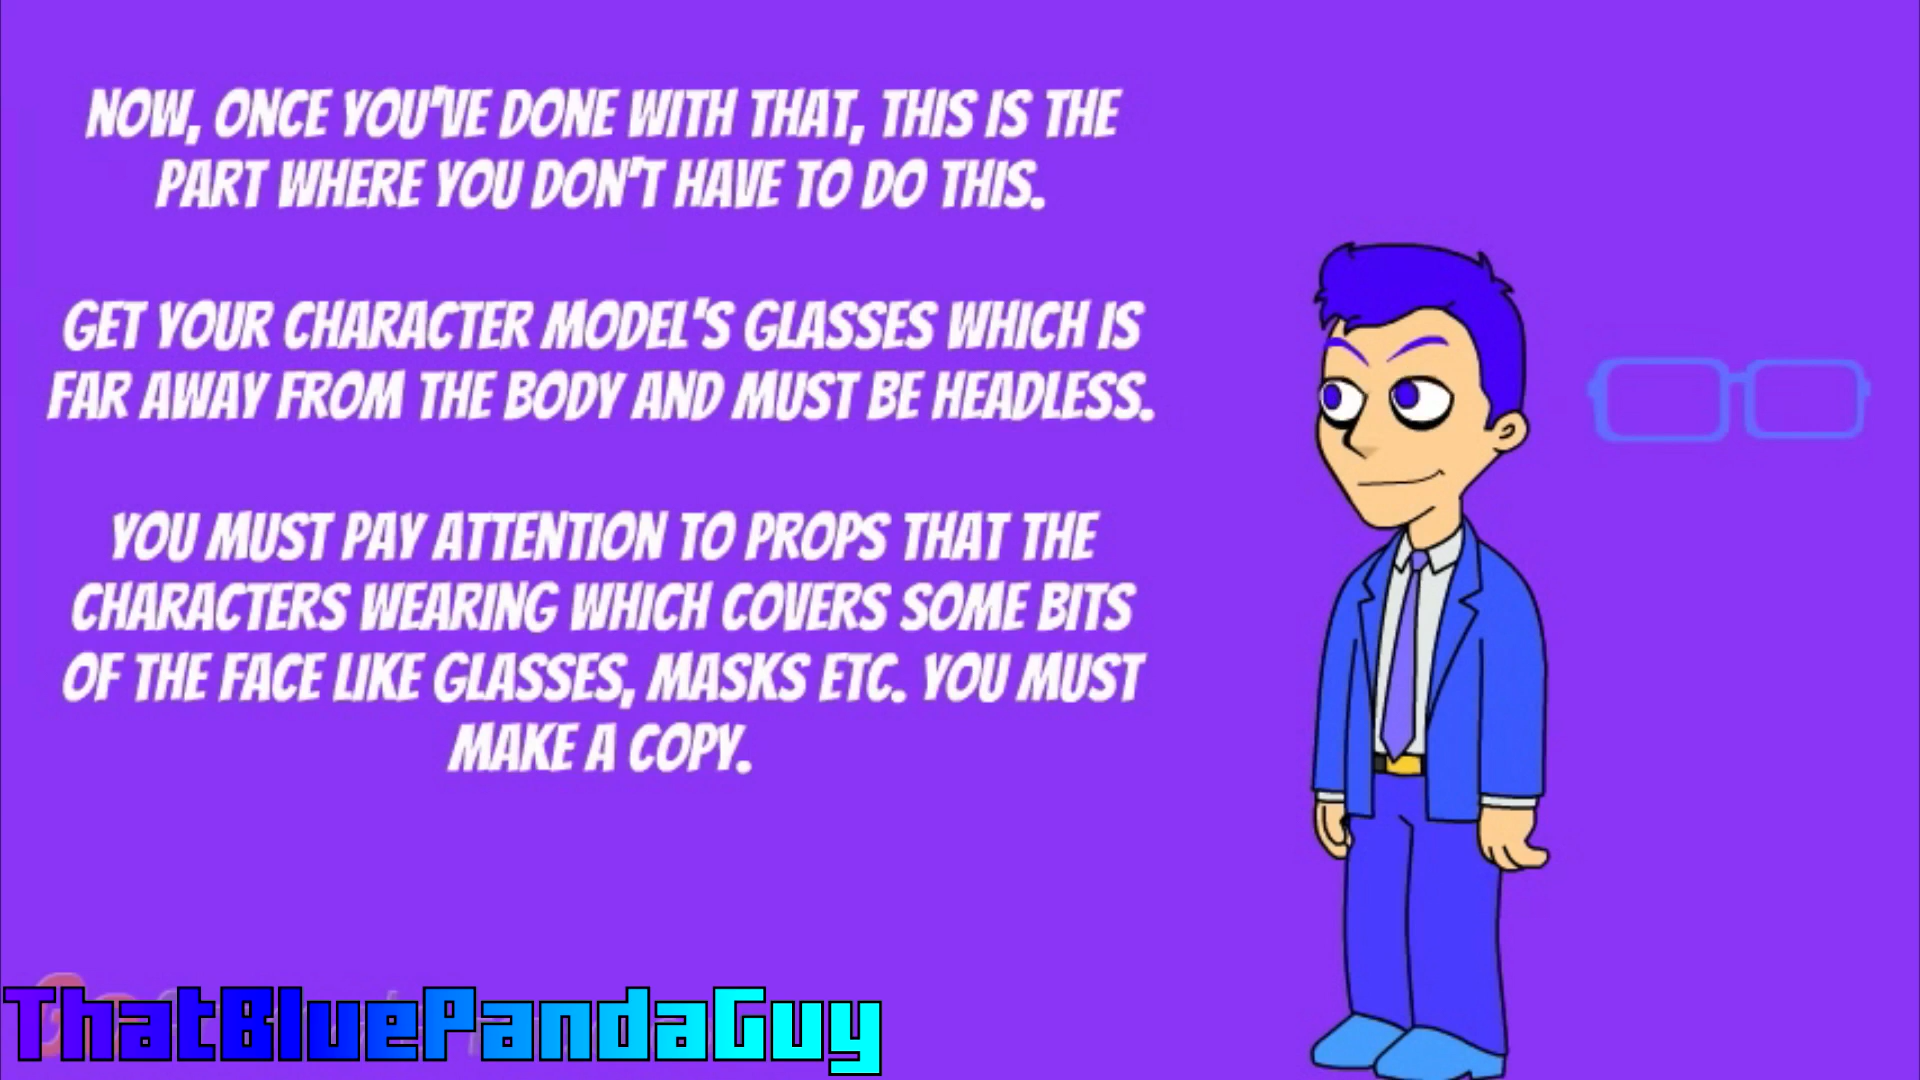 NOW, ONCE YOU'VE DONE WITH THAT, THIS IS THE
PART WHERE YOU DON'T HAVE TO DO THIS.
GET YOUR CHARACTER MODEL'S GLASSES WHICH IS
FAR AWAY FROM THE BODY AND MUST BE HEADLESS.
YOU MUST PAY ATTENTION TO PROPS THAT THE
CHARACTERS WEARING WHICH COVERS SOME BITS
OF THE FACE LIKE GLASSES, MASKS ETC. YOU MUST
MAKE A COPY.
ThatBluePandaGuy